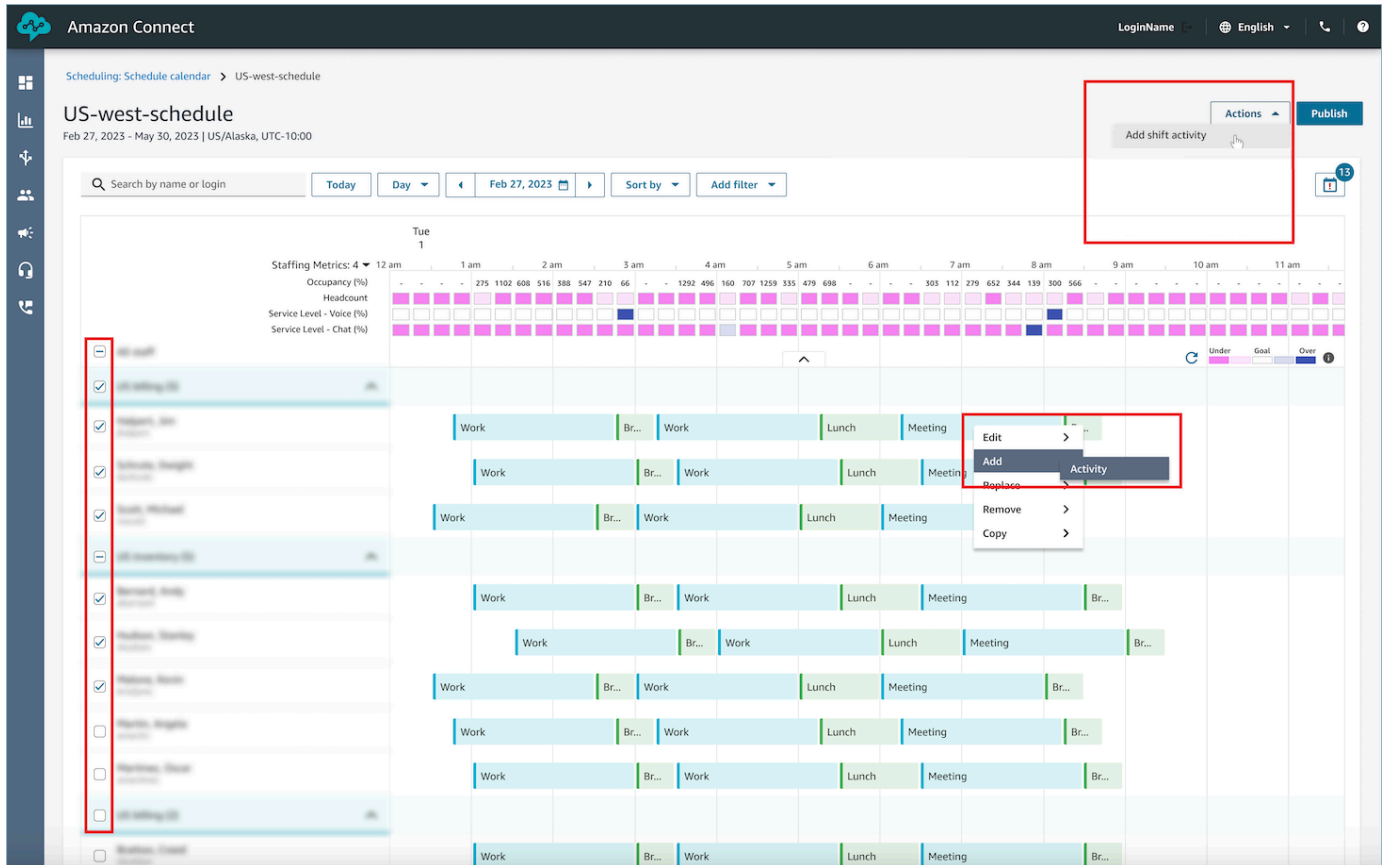 Amazon Connect
LoginName
English
Scheduling: Schedule calendar > US-west-schedule
US-west-schedule
Feb 27, 2023 - May 30, 2023 | US/Alaska, UTC-10:00
Actions
Publish
Add shift activity
Search by name or login
Today
Day
Feb 27, 2023
Sort by
Add filter
13
Tue
1
Staffing Metrics: 4
12 am 1 am 2 am 3 am 4 am 5 am 6 am 7 am 8 am 9 am 10 am 11 am
Occupancy (%) - - - - 275 1102 608 516 388 547 210 66 - - 1292 496 160 707 1259 335 479 698 - - - - 303 112 279 652 344 139 300 566 - - - - - - - - - - - - -
Headcount
Service Level - Voice (%)
Service Level - Chat (%)
Under Goal Over
Work Br... Work Lunch Meeting
Edit
Add
Activity
Replace
Remove
Copy
Work Br... Work Lunch Meeting
Work Br... Work Lunch Meeting
Work Br... Work Lunch Meeting Br...
Work Br... Work Lunch Meeting Br...
Work Br... Work Lunch Meeting Br...
Work Br... Work Lunch Meeting Br...
Work Br... Work Lunch Meeting Br...
Work Br... Work Lunch Meeting Br...